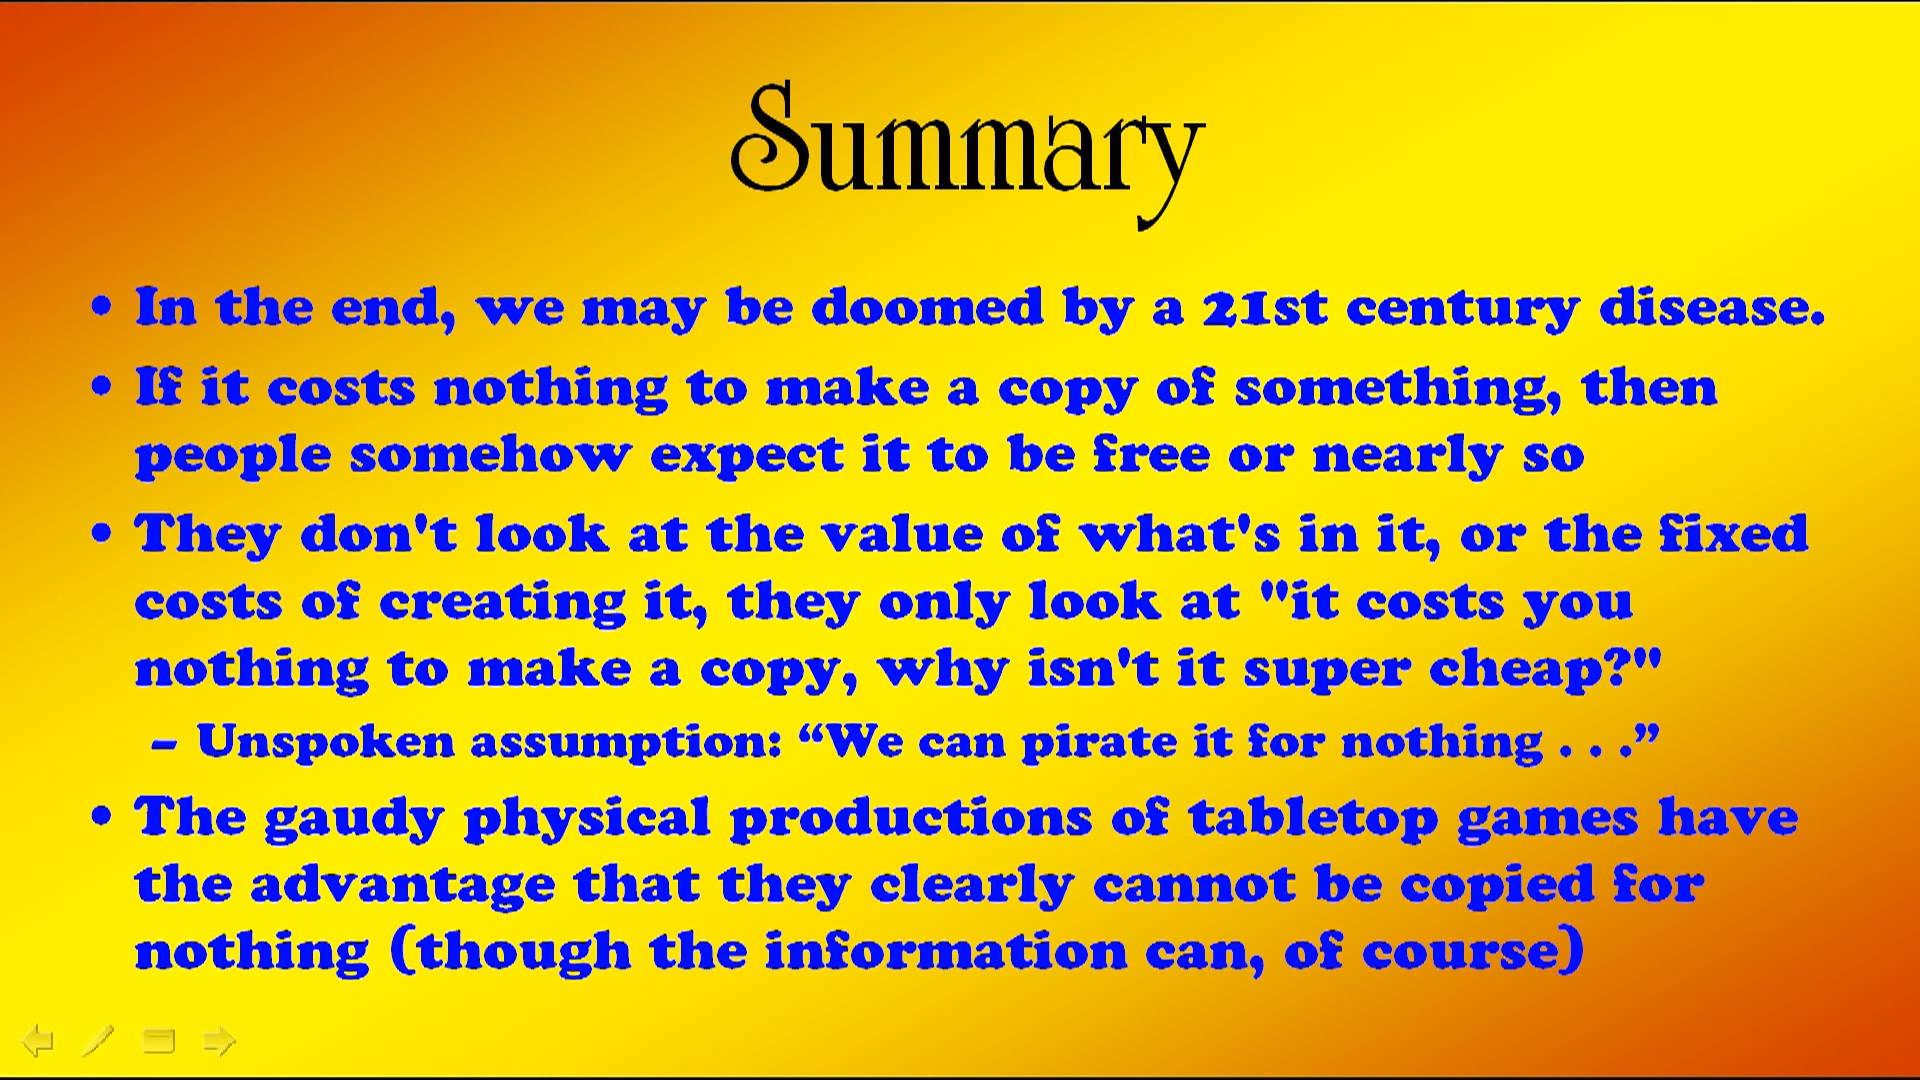 Summary
• In the end, we may be doomed by a 21st century disease.
• If it costs nothing to make a copy of something, then
people somehow expect it to be free or nearly so
• They don't look at the value of what's in it, or the fixed
costs of creating it, they only look at "it costs you
nothing to make a copy, why isn't it super cheap?"
– Unspoken assumption: “We can pirate it for nothing . . .”
• The gaudy physical productions of tabletop games have
the advantage that they clearly cannot be copied for
nothing (though the information can, of course)